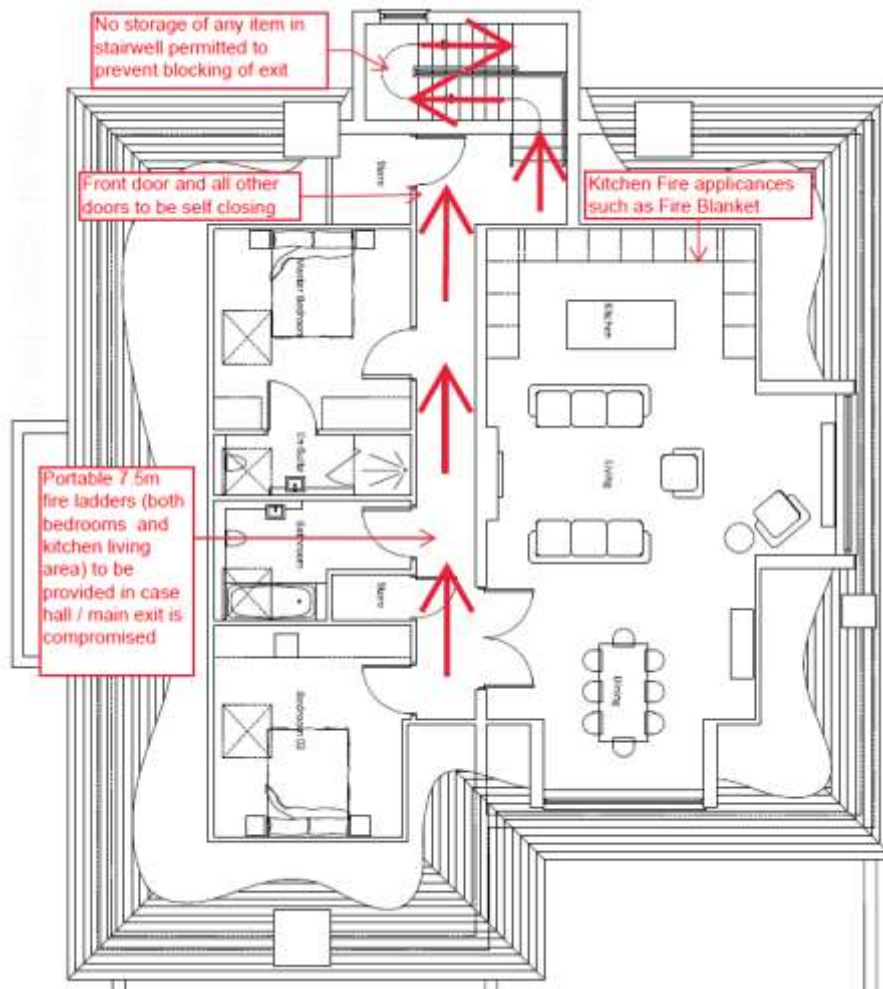 No storage of any item in
stairwell permitted to
prevent blocking of exit
Front door and all other
doors to be self closing
Kitchen Fire applicances
such as Fire Blanket
Portable 7.5m
fire ladders (both
bedrooms and
kitchen living
area) to be
provided in case
hall / main exit is
compromised
Master Bedroom
En-Suite
Bathroom
Bedroom 02
Kitchen
Living
Dining